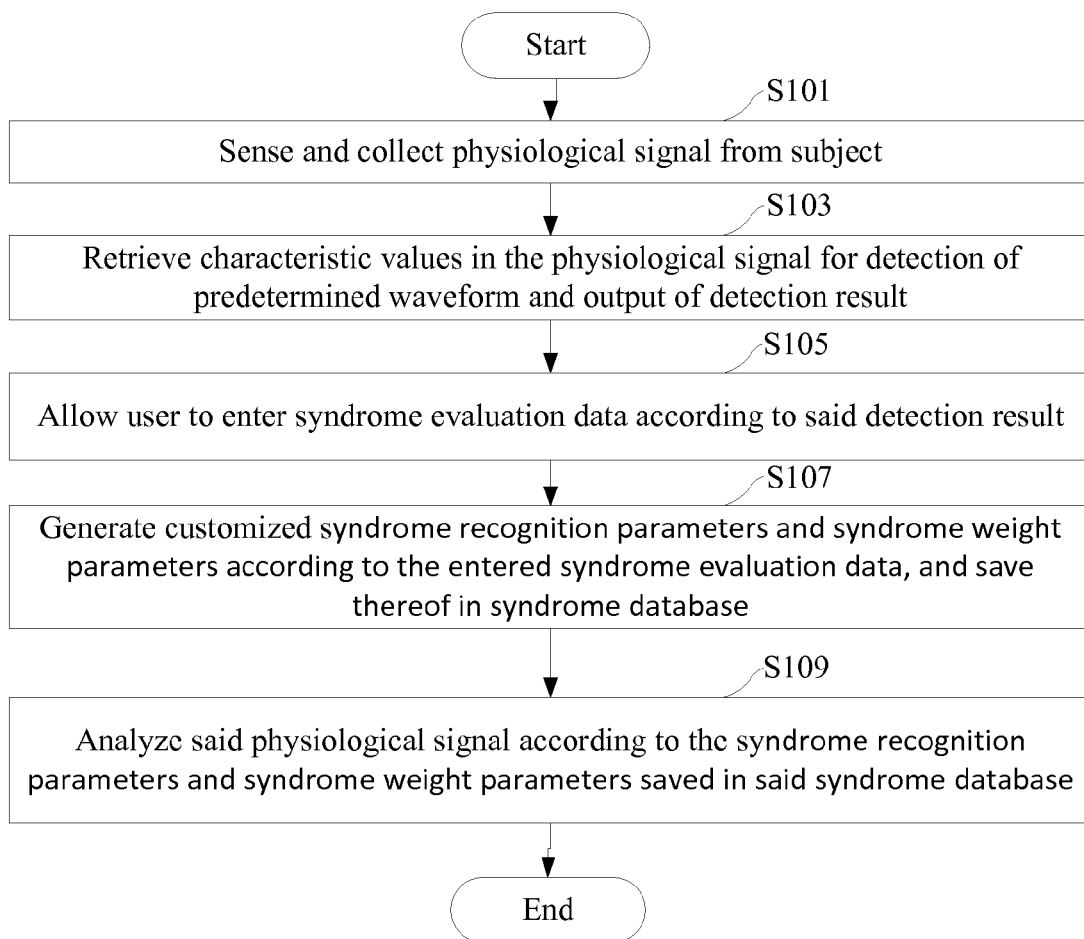 Start
S101
Sense and collect physiological signal from subject
S103
Retrieve characteristic values in the physiological signal for detection of
predetermined waveform and output of detection result
S105
Allow user to enter syndrome evaluation data according to said detection result
S107
Generate customized syndrome recognition parameters and syndrome weight
parameters according to the entered syndrome evaluation data, and save
thereof in syndrome database
S109
Analyze said physiological signal according to the syndrome recognition
parameters and syndrome weight parameters saved in said syndrome database
End